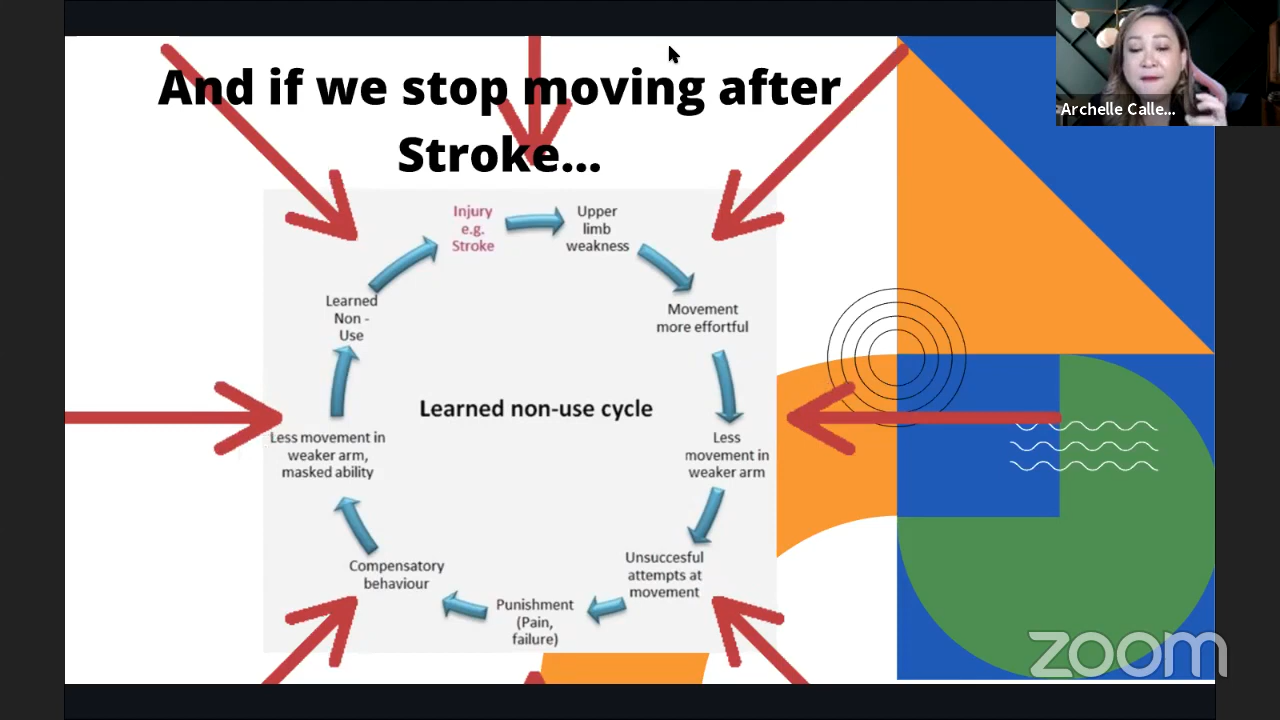 And if we stop moving after
Stroke...
Archelle Calle...
Injury
e.g.
Stroke
Upper
limb
weakness
Movement
more effortful
Less
movement in
weaker arm
Unsuccesful
attempts at
movement
Punishment
(Pain,
failure)
Compensatory
behaviour
Less movement in
weaker arm,
masked ability
Learned
Non -
Use
Learned non-use cycle
zoom